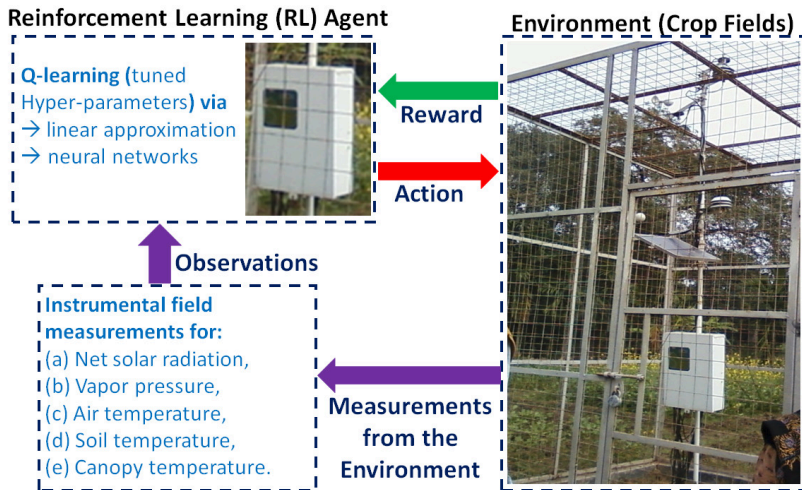 Reinforcement Learning (RL) Agent
Q-learning (tuned
Hyper-parameters) via
→ linear approximation
→ neural networks
Reward
Action
Environment (Crop Fields)
Observations
Instrumental field
measurements for:
(a) Net solar radiation,
(b) Vapor pressure,
(c) Air temperature,
(d) Soil temperature,
(e) Canopy temperature.
Measurements
from the
Environment